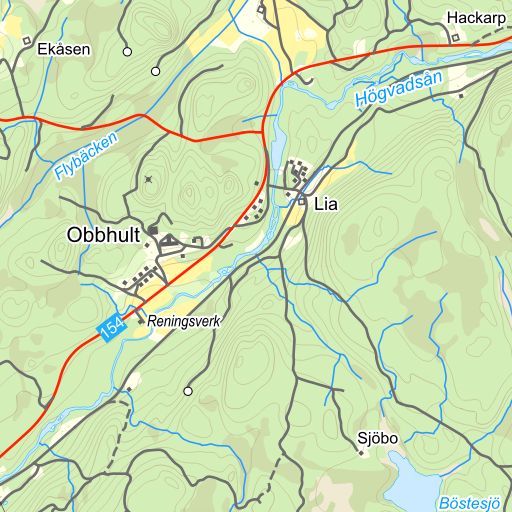 Hackarp
Ekåsen
Högvadsån
Flybäcken
Lia
Obbhult
154
Reningsverk
Sjöbo
Böstesjö